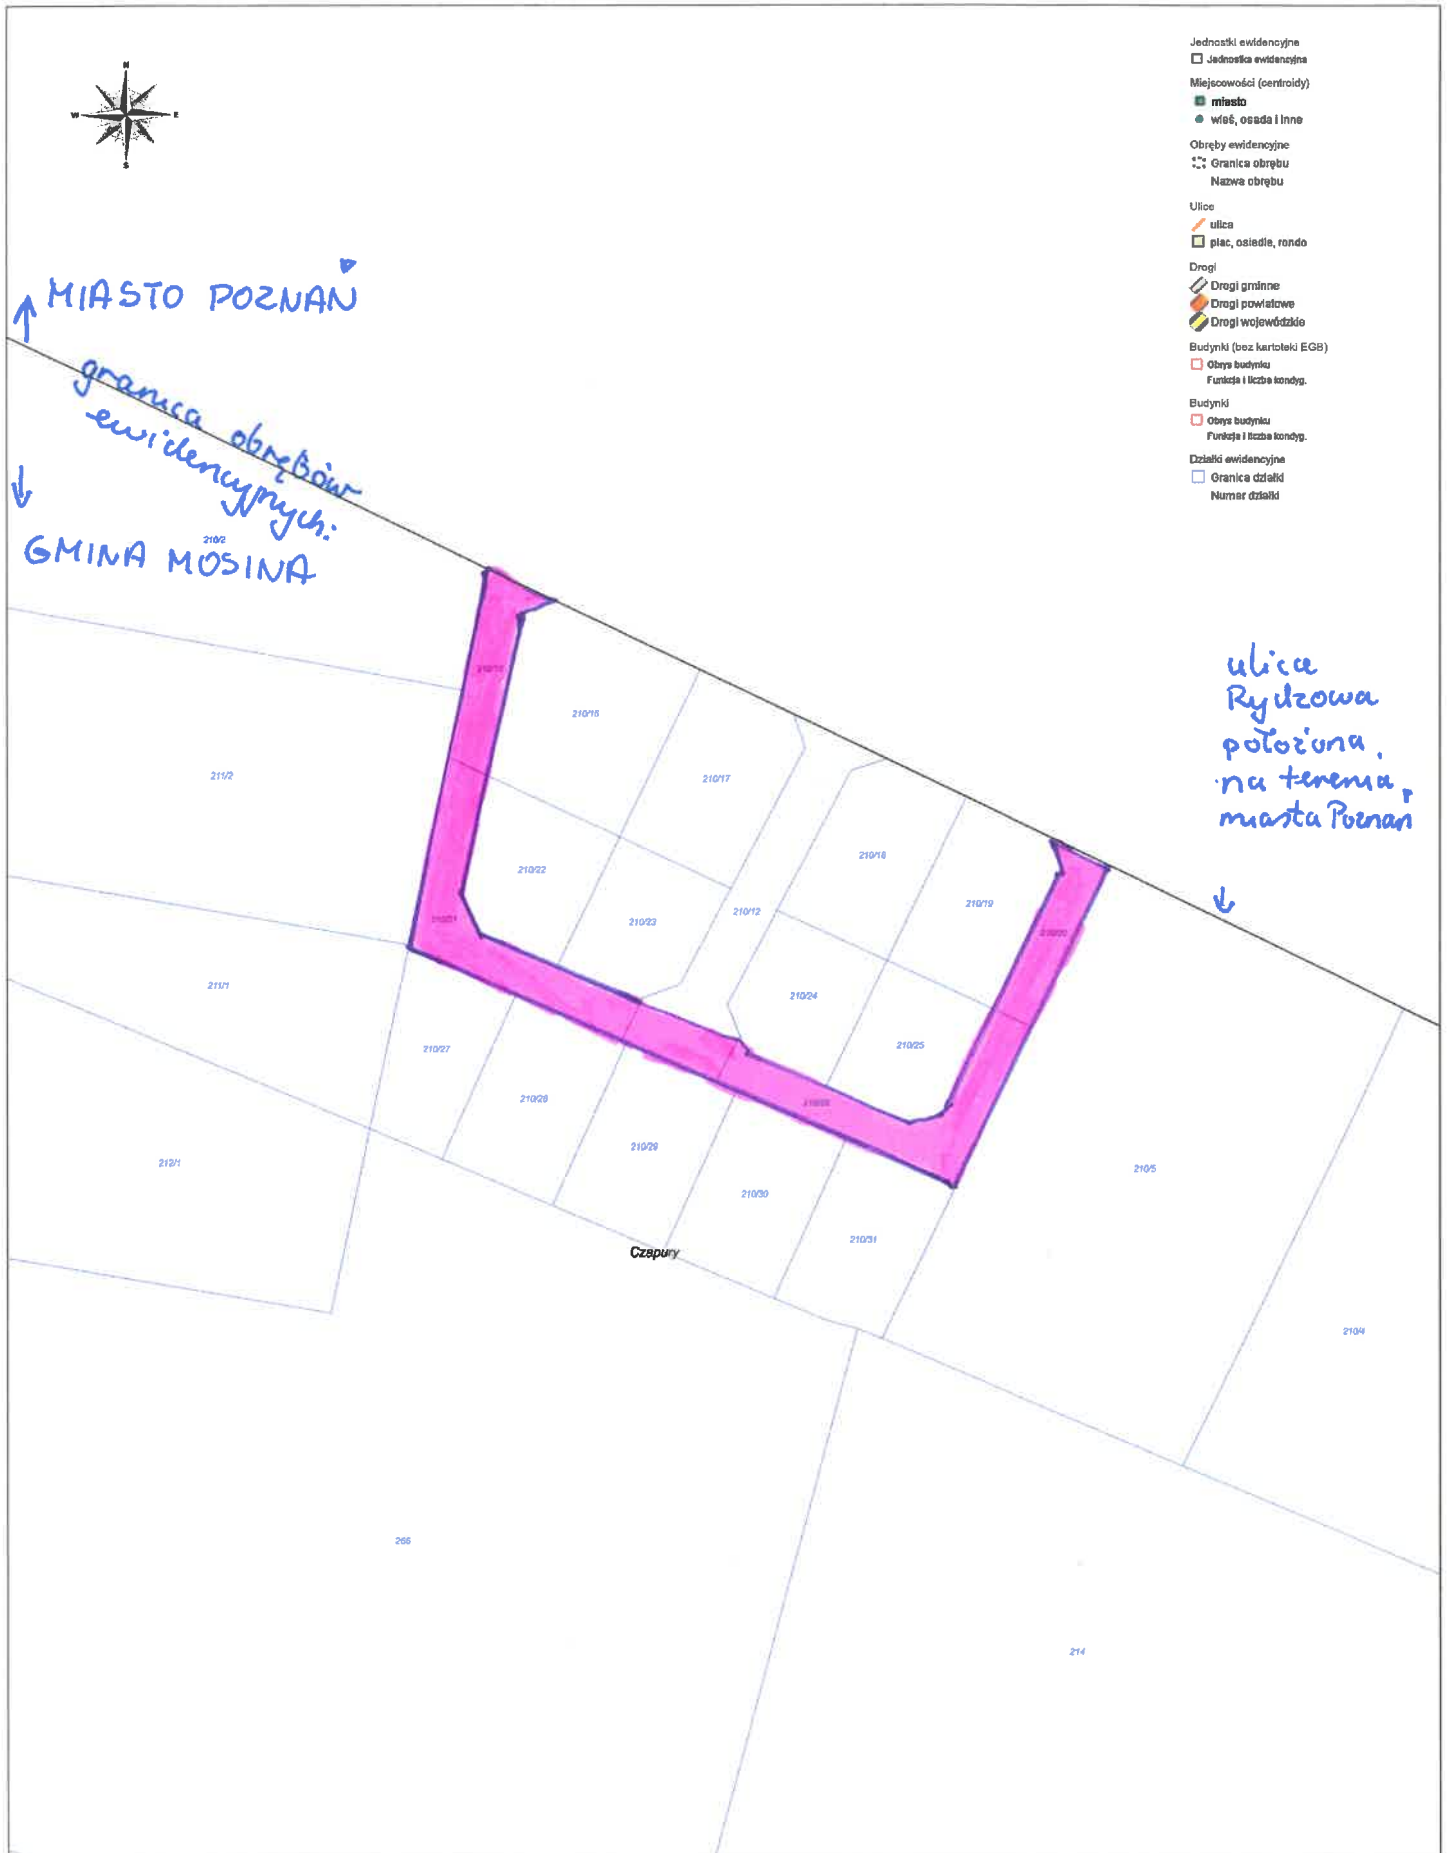 N
W
E
S
Jednostki ewidencyjne
Jednostka ewidencyjna
Miejscowości (centroidy)
miasto
wieś, osada i inne
Obręby ewidencyjne
Granica obrębu
Nazwa obrębu
Ulice
ulica
plac, osiedle, rondo
Drogi
Drogi gminne
Drogi powiatowe
Drogi wojewódzkie
Budynki (bez kartoteki EGB)
Obrys budynku
Funkcja i liczba kondyg.
Budynki
Obrys budynku
Funkcja i liczba kondyg.
Działki ewidencyjne
Granica działki
Numer działki
MIASTO POZNAŃ
granica obrębów
ewidencyjnych:
210/2
GMINA MOSINA
ulica
Rydzowa
położona
na terenie
miasta Poznań
210/16
210/17
211/2
210/18
210/22
210/19
210/23
210/12
211/1
210/24
210/25
210/27
210/28
210/29
212/1
210/5
210/30
210/31
Czapury
210/4
266
214